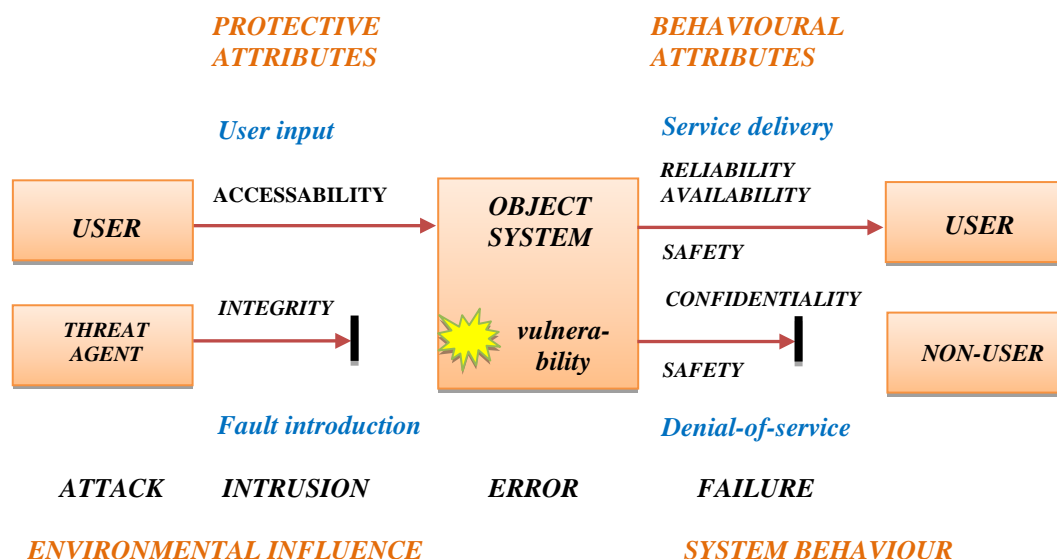 PROTECTIVE
ATTRIBUTES
BEHAVIOURAL
ATTRIBUTES
User input
Service delivery
USER
ACCESSABILITY
OBJECT
SYSTEM
RELIABILITY
AVAILABILITY
SAFETY
USER
THREAT
AGENT
INTEGRITY
vulnera-
bility
CONFIDENTIALITY
SAFETY
NON-USER
Fault introduction
Denial-of-service
ATTACK
INTRUSION
ERROR
FAILURE
ENVIRONMENTAL INFLUENCE
SYSTEM BEHAVIOUR